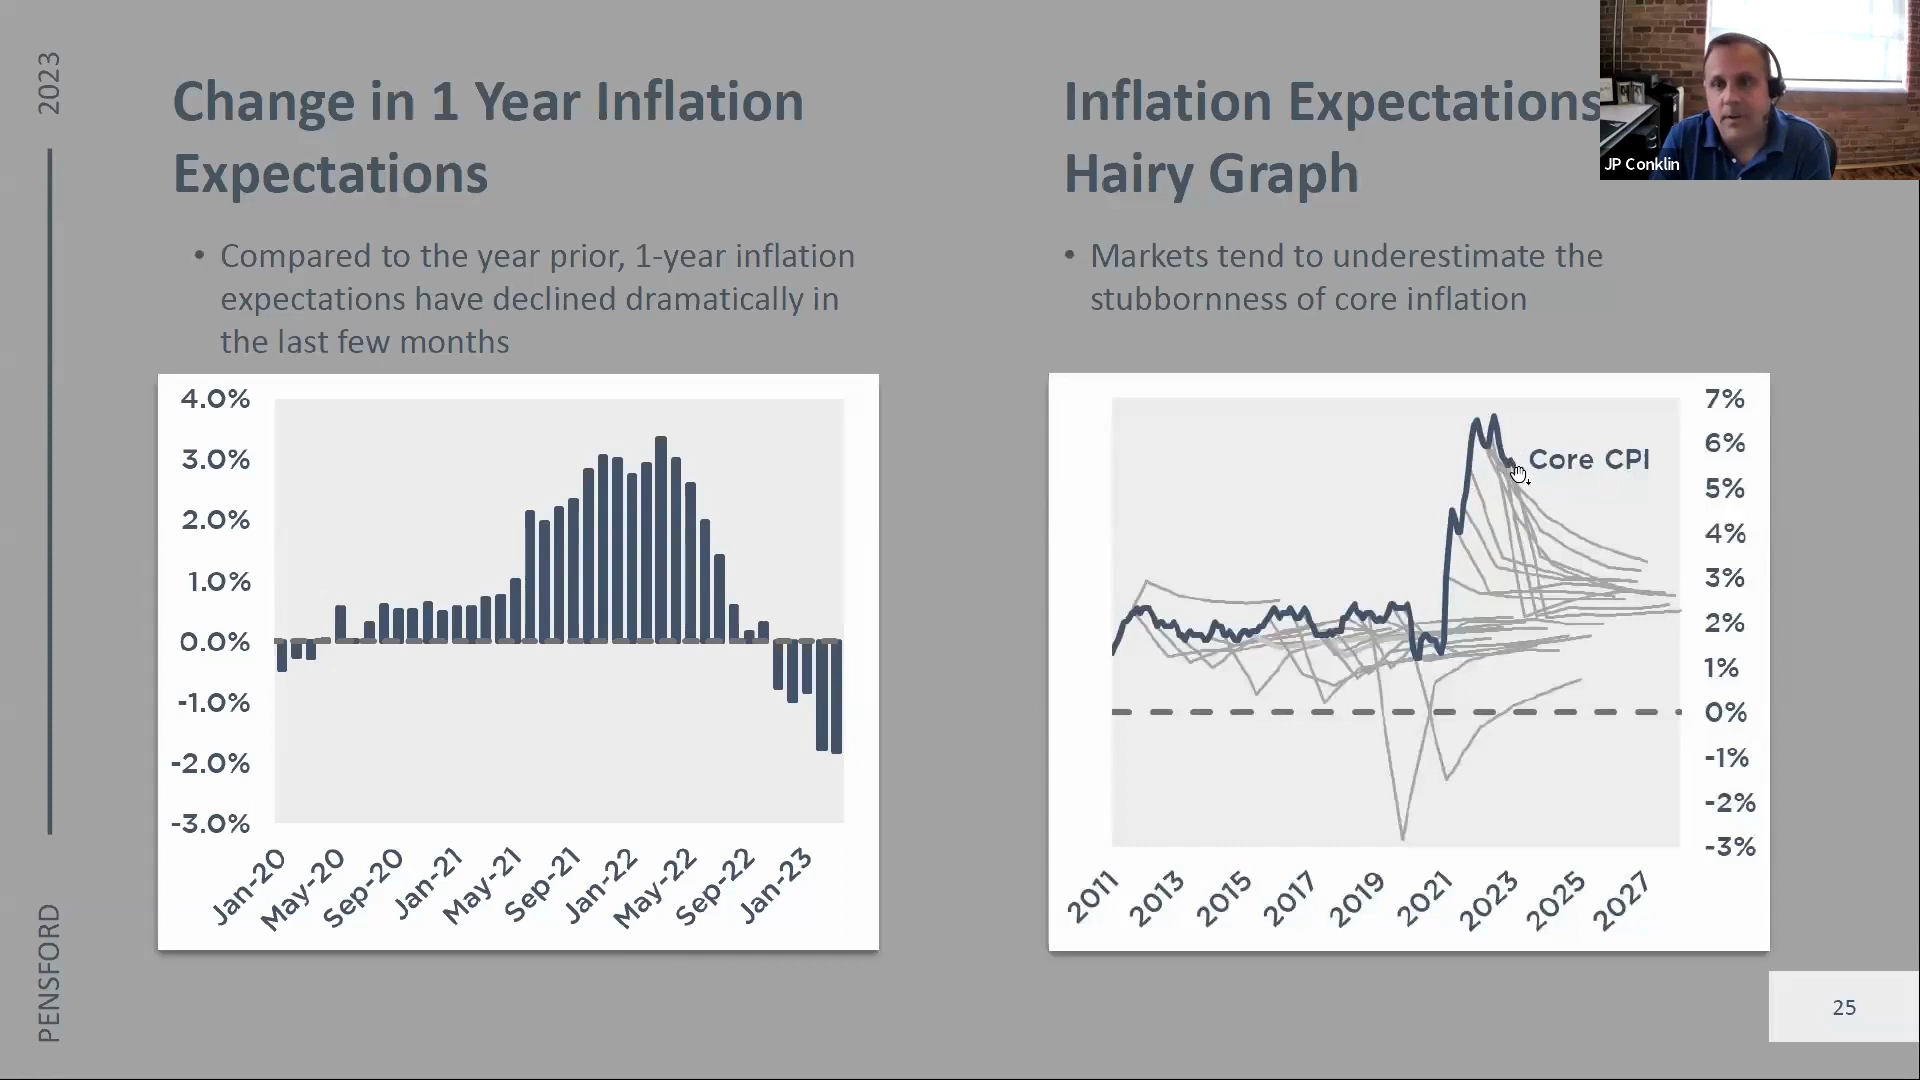 2023
PENSFORD
Change in 1 Year Inflation
Expectations
• Compared to the year prior, 1-year inflation
expectations have declined dramatically in
the last few months
4.0%
3.0%
2.0%
1.0%
0.0%
-1.0%
-2.0%
-3.0%
Jan-20
May-20
Sep-20
Jan-21
May-21
Sep-21
Jan-22
May-22
Sep-22
Jan-23
Inflation Expectations
Hairy Graph
• Markets tend to underestimate the
stubbornness of core inflation
Core CPI
7%
6%
5%
4%
3%
2%
1%
0%
-1%
-2%
-3%
2011
2013
2015
2017
2019
2021
2023
2025
2027
JP Conklin
25